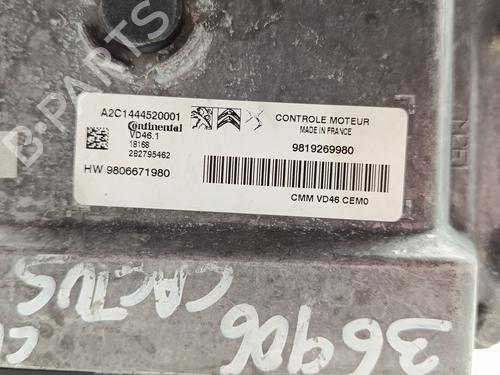 B-PARTS
A2C1444520001
Continental
VD46.1
18168
282795462
HW 9806671980
CONTROLE MOTEUR
MADE IN FRANCE
9819269980
CMM VD46 CEM0
36906
CACTUS